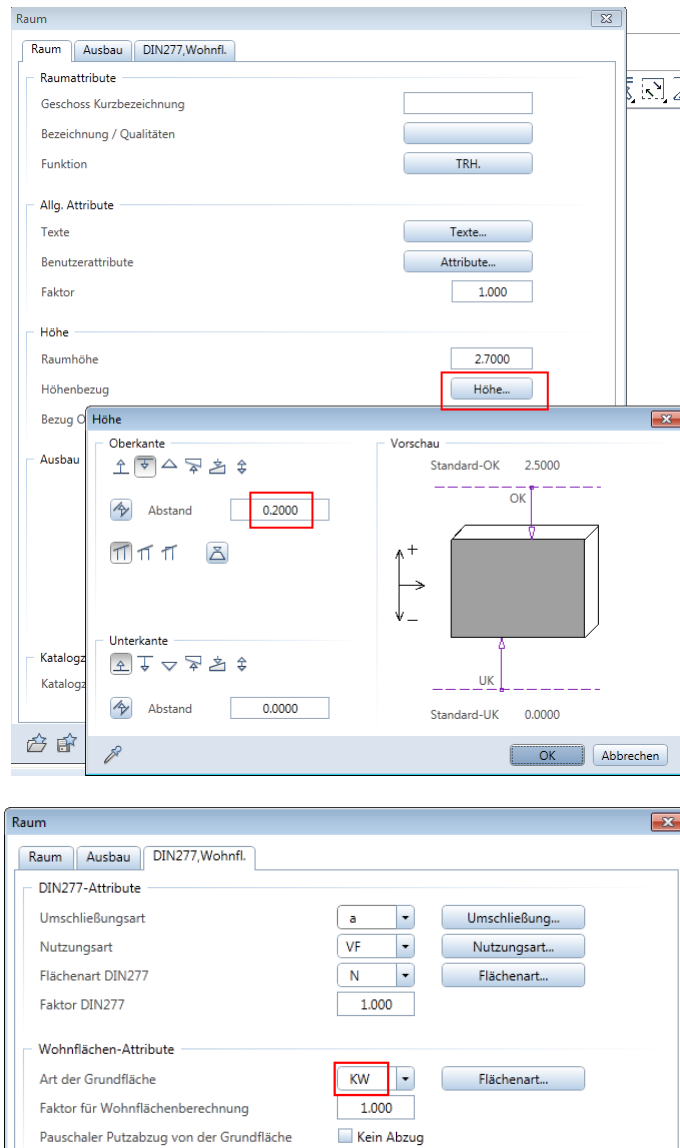 Raum
Raum Ausbau DIN277,Wohnfl.
Raumattribute
Geschoss Kurzbezeichnung
Bezeichnung / Qualitäten
Funktion TRH.
Allg. Attribute
Texte Texte...
Benutzerattribute Attribute...
Faktor 1.000
Höhe
Raumhöhe 2.7000
Höhenbezug Höhe...
Bezug O
Ausbau
Katalogz
Katalogz
Höhe
Oberkante
Abstand 0.2000
Unterkante
Abstand 0.0000
Vorschau
Standard-OK 2.5000
OK
+
–
UK
Standard-UK 0.0000
OK Abbrechen
Raum
Raum Ausbau DIN277,Wohnfl.
DIN277-Attribute
Umschließungsart a Umschließung...
Nutzungsart VF Nutzungsart...
Flächenart DIN277 N Flächenart...
Faktor DIN277 1.000
Wohnflächen-Attribute
Art der Grundfläche KW Flächenart...
Faktor für Wohnflächenberechnung 1.000
Pauschaler Putzabzug von der Grundfläche Kein Abzug